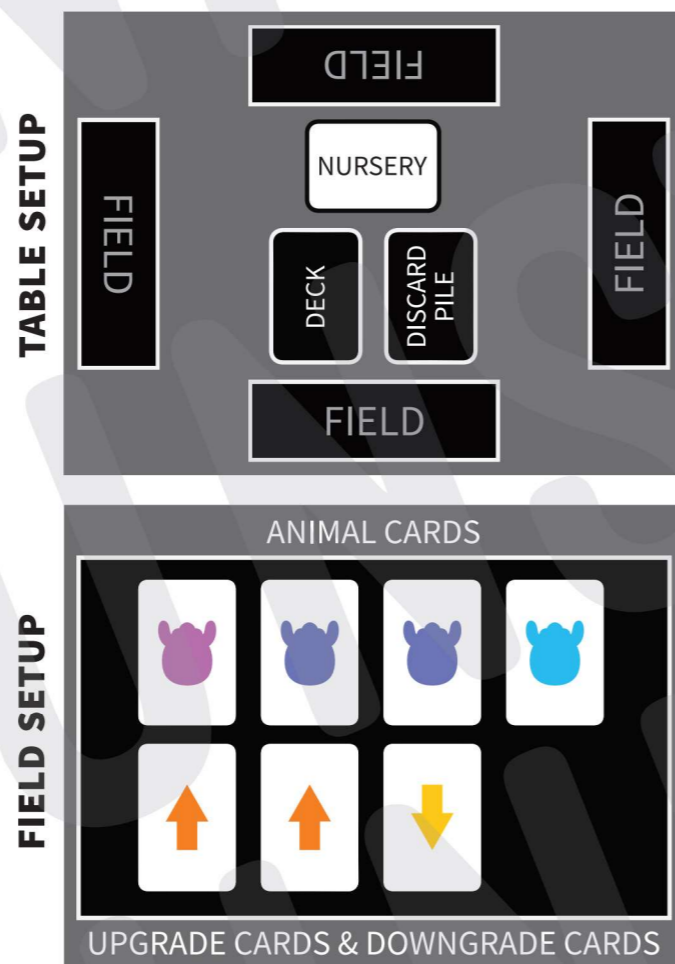 TABLE SETUP
FIELD
FIELD
NURSERY
FIELD
DECK
DISCARD
PILE
FIELD
FIELD SETUP
ANIMAL CARDS
UPGRADE CARDS & DOWNGRADE CARDS